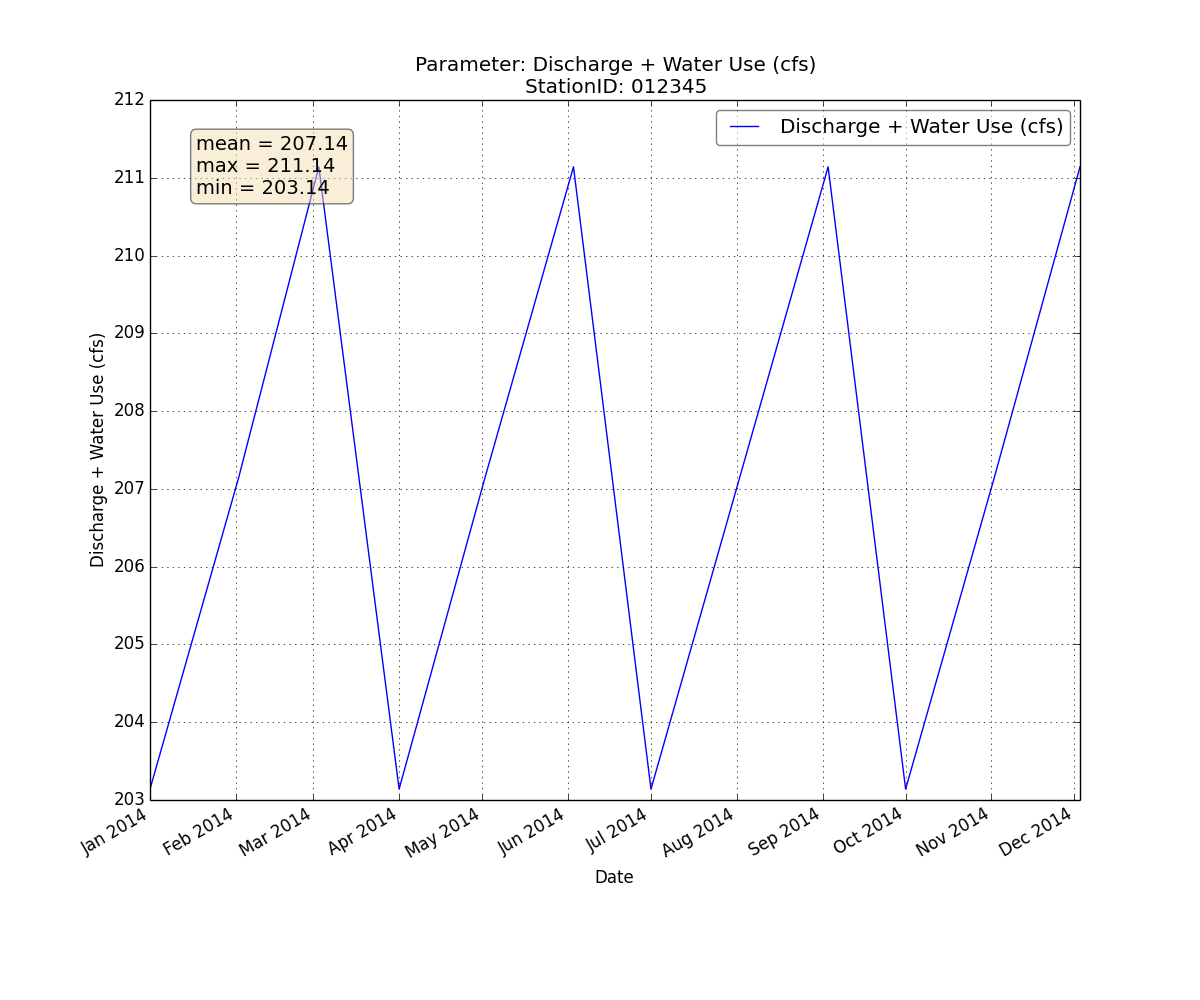 Parameter: Discharge + Water Use (cfs)
StationID: 012345
Discharge + Water Use (cfs)
mean = 207.14
max = 211.14
min = 203.14
212
211
210
209
208
207
206
205
204
203
Discharge + Water Use (cfs)
Jan 2014
Feb 2014
Mar 2014
Apr 2014
May 2014
Jun 2014
Jul 2014
Aug 2014
Sep 2014
Oct 2014
Nov 2014
Dec 2014
Date